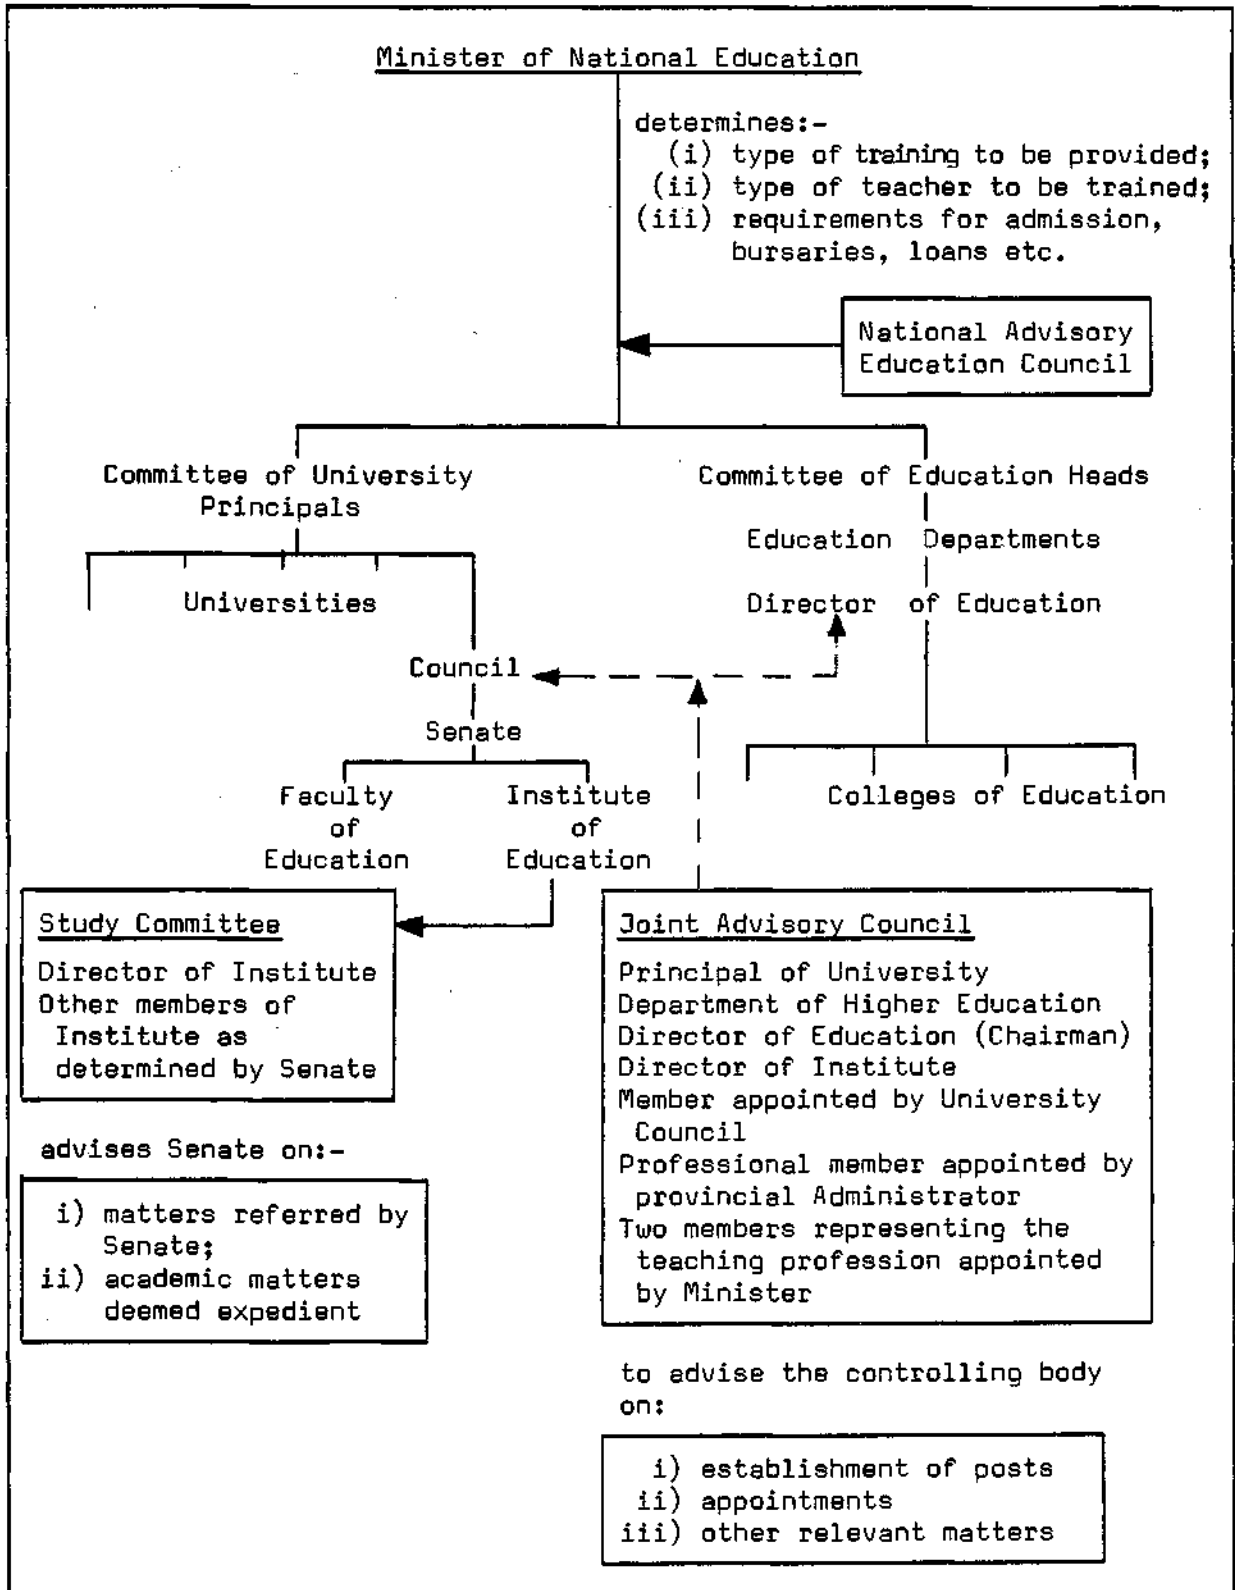 Minister of National Education
determines:-
(i) type of training to be provided;
(ii) type of teacher to be trained;
(iii) requirements for admission,
bursaries, loans etc.
National Advisory
Education Council
Committee of University
Principals
Universities
Council
Senate
Faculty
of
Education
Institute
of
Education
Committee of Education Heads
Education Departments
Director of Education
Colleges of Education
Study Committee
Director of Institute
Other members of
Institute as
determined by Senate
advises Senate on:-
i) matters referred by
Senate;
ii) academic matters
deemed expedient
Joint Advisory Council
Principal of University
Department of Higher Education
Director of Education (Chairman)
Director of Institute
Member appointed by University
Council
Professional member appointed by
provincial Administrator
Two members representing the
teaching profession appointed
by Minister
to advise the controlling body
on:
i) establishment of posts
ii) appointments
iii) other relevant matters